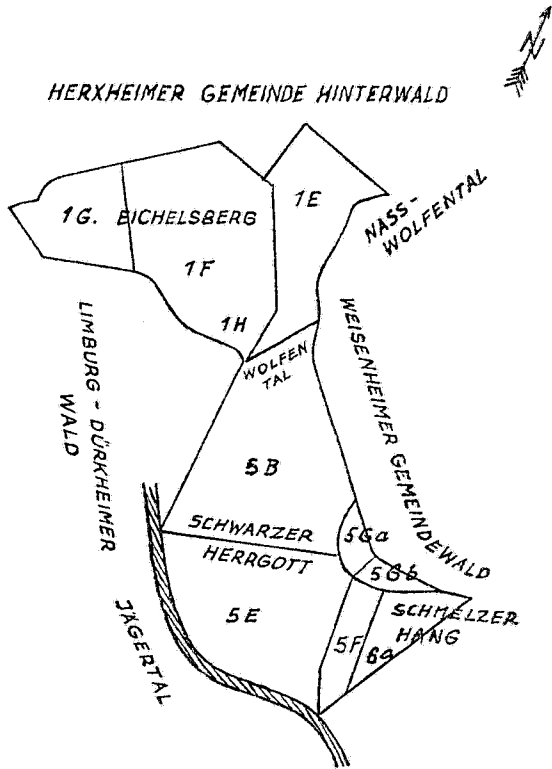 N
HERXHEIMER GEMEINDE HINTERWALD
1G. EICHELSBERG
1E
NASS-
WOLFENTAL
1F
1H
WOLFEN
TAL
LIMBURG - DÜRKHEIMER
WALD
WEISENHEIMER GEMEINDEWALD
5B
SCHWARZER
HERRGOTT
5Ga
5Gb
JÄGERTAL
5E
5F
6a
SCHMELZER
HANG